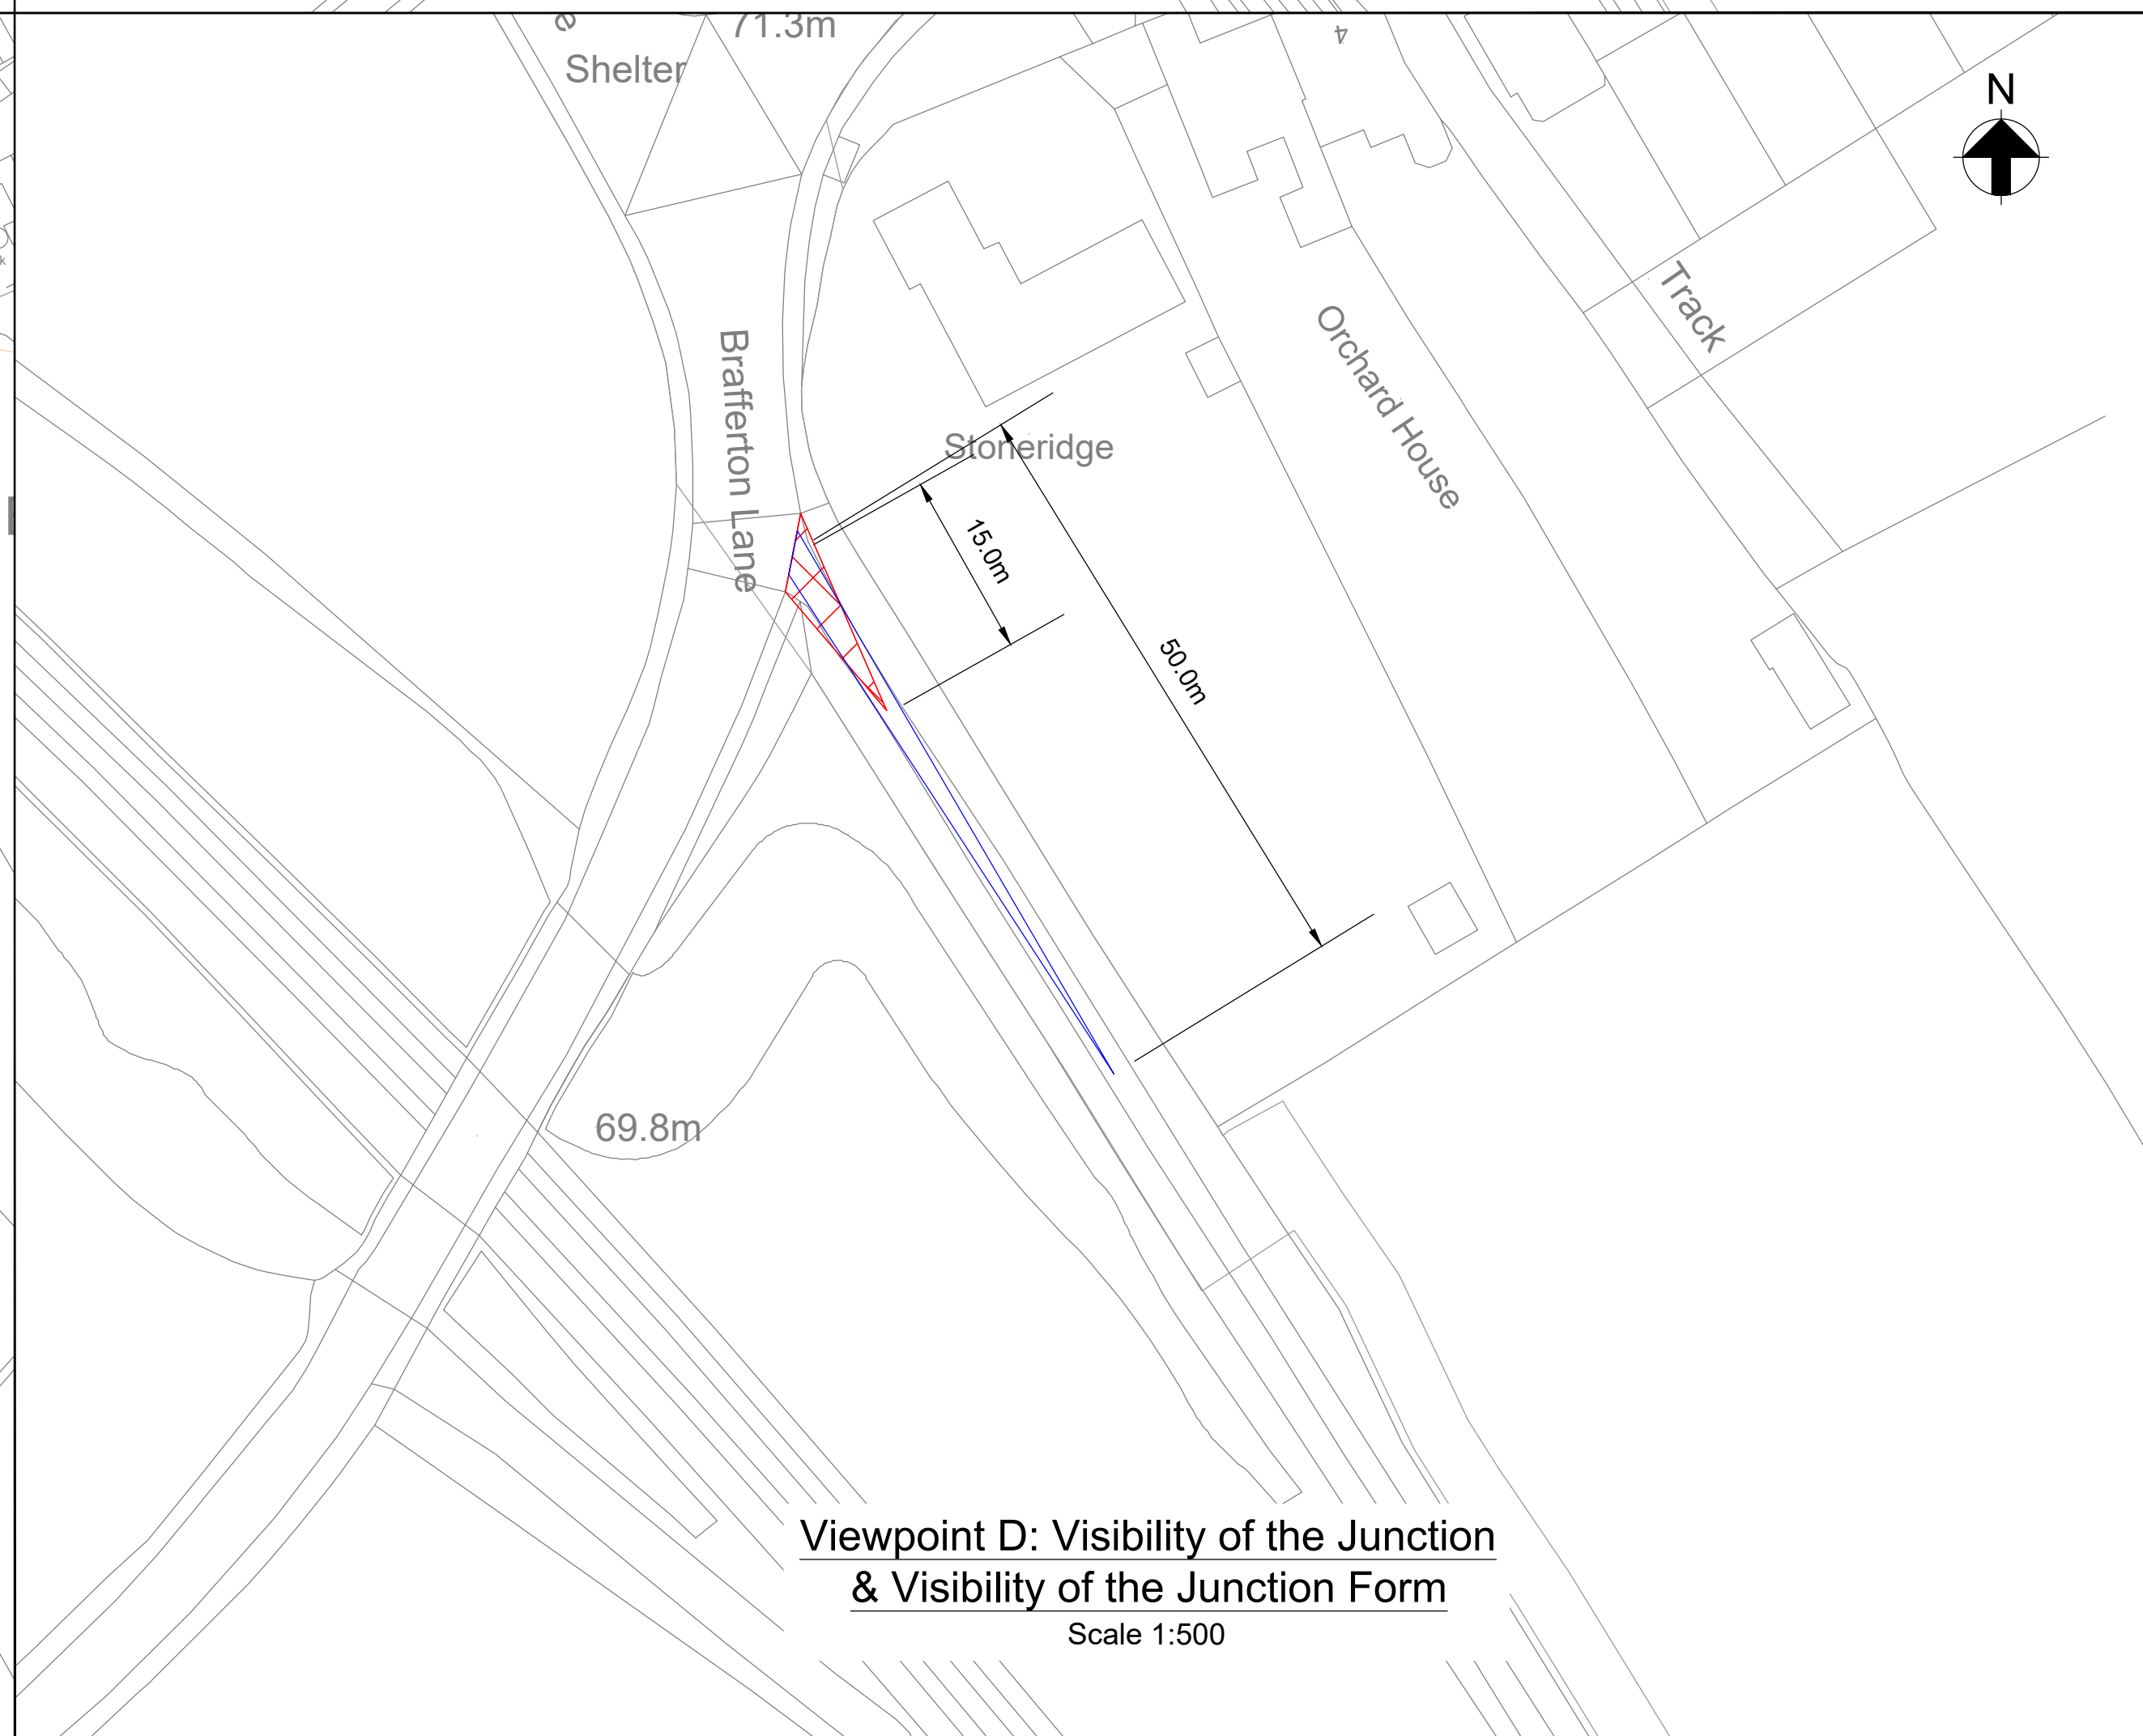 71.3m
Shelter
4
N
Track
Orchard House
Brafferton Lane
Stoneridge
15.0m
50.0m
69.8m
Viewpoint D: Visibility of the Junction
& Visibility of the Junction Form
Scale 1:500